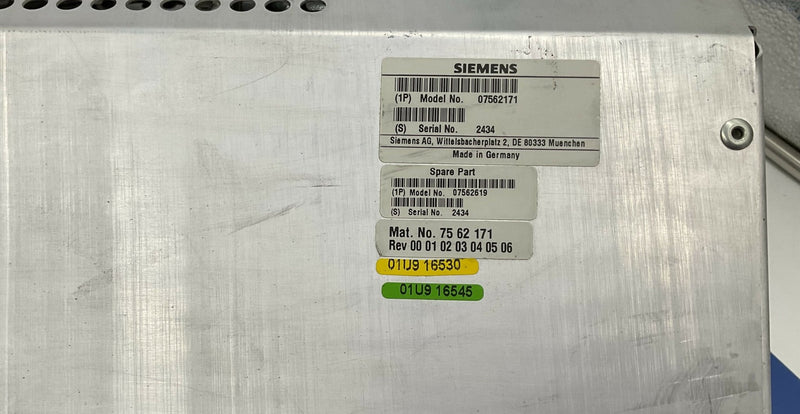 SIEMENS
(1P) Model No. 07562171
(S) Serial No. 2434
Siemens AG, Wittelsbacherplatz 2, DE 80333 Muenchen
Made in Germany
Spare Part
(1P) Model No. 07562619
(S) Serial No. 2434
Mat. No. 75 62 171
Rev 00 01 02 03 04 05 06
01U9 16530
01U9 16545